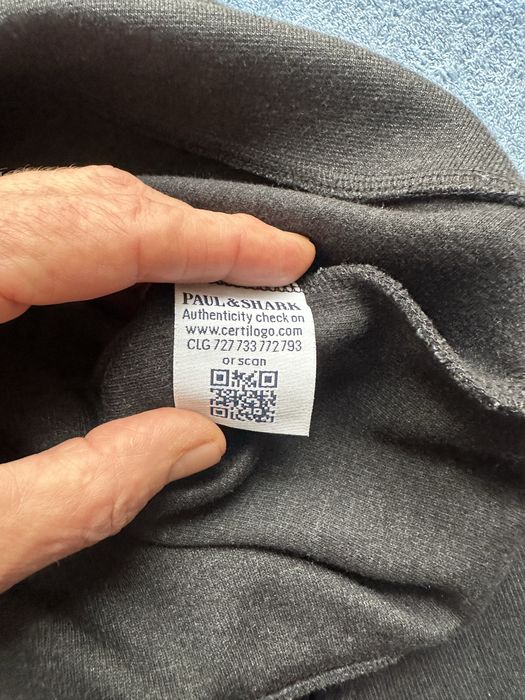 PAUL&SHARK
Authenticity check on
www.certilogo.com
CLG 727 733 772 793
or scan